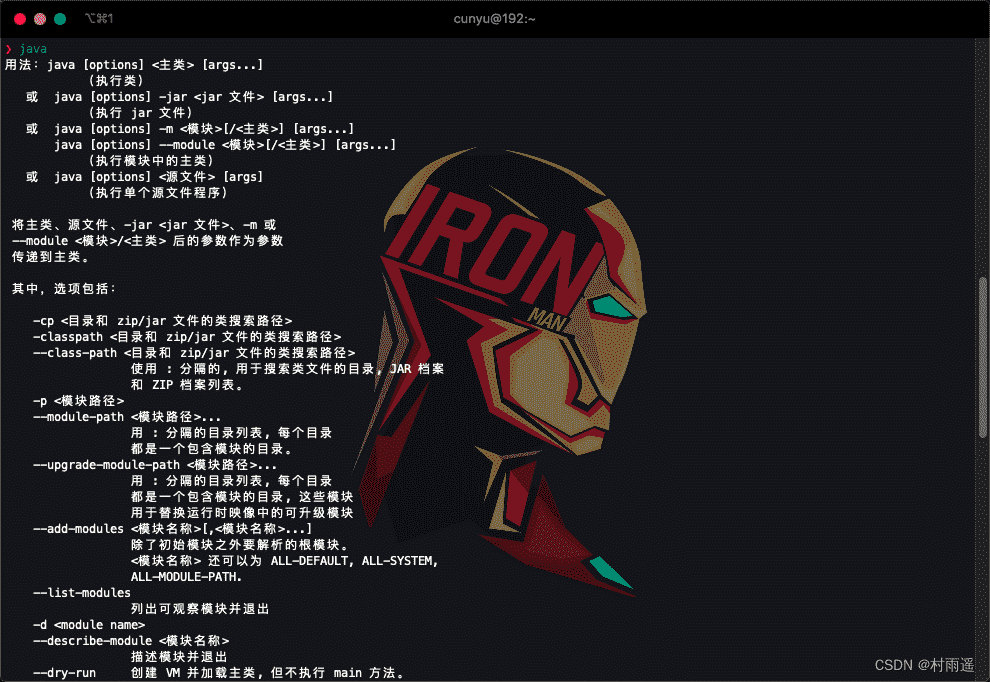 ⌥⌘1
cunyu@192:~
❯ java
用法：java [options] <主类> [args...]
(执行类)
或 java [options] -jar <jar 文件> [args...]
(执行 jar 文件)
或 java [options] -m <模块>[/<主类>] [args...]
java [options] --module <模块>[/<主类>] [args...]
(执行模块中的主类)
或 java [options] <源文件> [args]
(执行单个源文件程序)
将主类、源文件、-jar <jar 文件>、-m 或
--module <模块>/<主类> 后的参数作为参数
传递到主类。
其中，选项包括：
-cp <目录和 zip/jar 文件的类搜索路径>
-classpath <目录和 zip/jar 文件的类搜索路径>
--class-path <目录和 zip/jar 文件的类搜索路径>
使用 : 分隔的, 用于搜索类文件的目录, JAR 档案
和 ZIP 档案列表。
-p <模块路径>
--module-path <模块路径>...
用 : 分隔的目录列表, 每个目录
都是一个包含模块的目录。
--upgrade-module-path <模块路径>...
用 : 分隔的目录列表, 每个目录
都是一个包含模块的目录, 这些模块
用于替换运行时映像中的可升级模块
--add-modules <模块名称>[,<模块名称>...]
除了初始模块之外要解析的根模块。
<模块名称> 还可以为 ALL-DEFAULT, ALL-SYSTEM,
ALL-MODULE-PATH.
--list-modules
列出可观察模块并退出
-d <module name>
--describe-module <模块名称>
描述模块并退出
--dry-run 创建 VM 并加载主类, 但不执行 main 方法。
IRON
MAN
CSDN @村雨遥